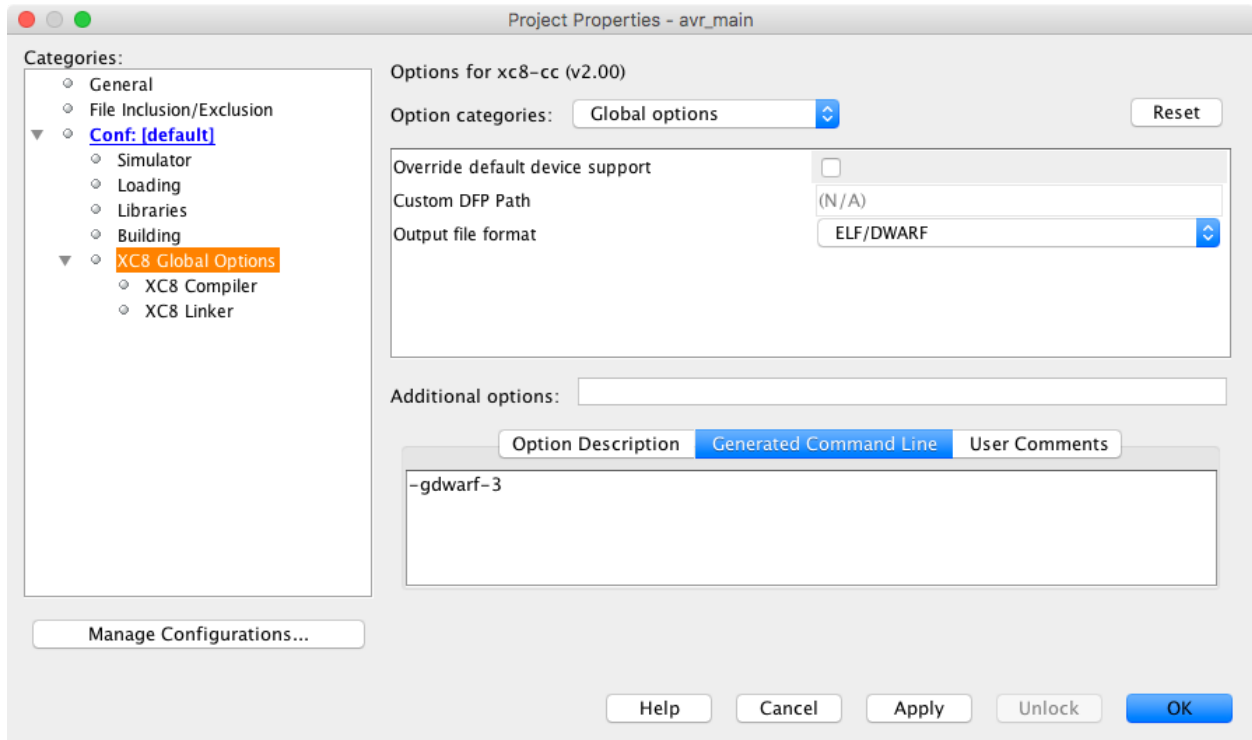 Project Properties - avr_main
Categories:
General
File Inclusion/Exclusion
Conf: [default]
Simulator
Loading
Libraries
Building
XC8 Global Options
XC8 Compiler
XC8 Linker
Manage Configurations...
Options for xc8-cc (v2.00)
Option categories: Global options Reset
Override default device support
Custom DFP Path (N/A)
Output file format ELF/DWARF
Additional options:
Option Description Generated Command Line User Comments
-gdwarf-3
Help Cancel Apply Unlock OK